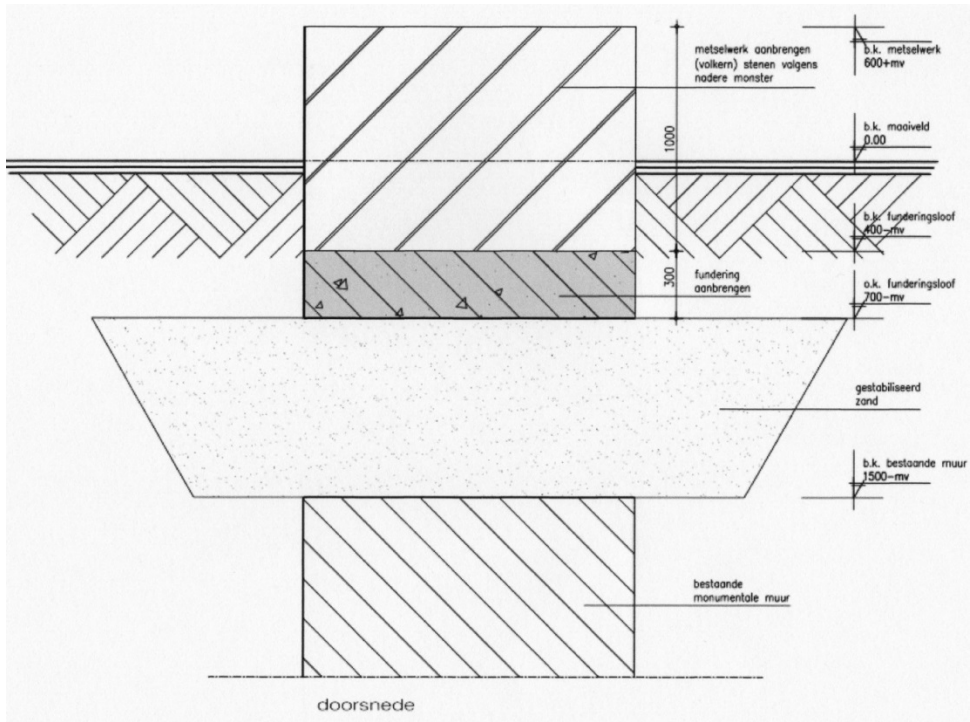 metselwerk aanbrengen
(volkern) stenen volgens
nadere monster
b.k. metselwerk
600+mv
1000
b.k. maaiveld
0.00
b.k. funderingsloof
400-mv
fundering
aanbrengen
300
o.k. funderingsloof
700-mv
gestabiliseerd
zand
b.k. bestaande muur
1500-mv
bestaande
monumentale muur
doorsnede